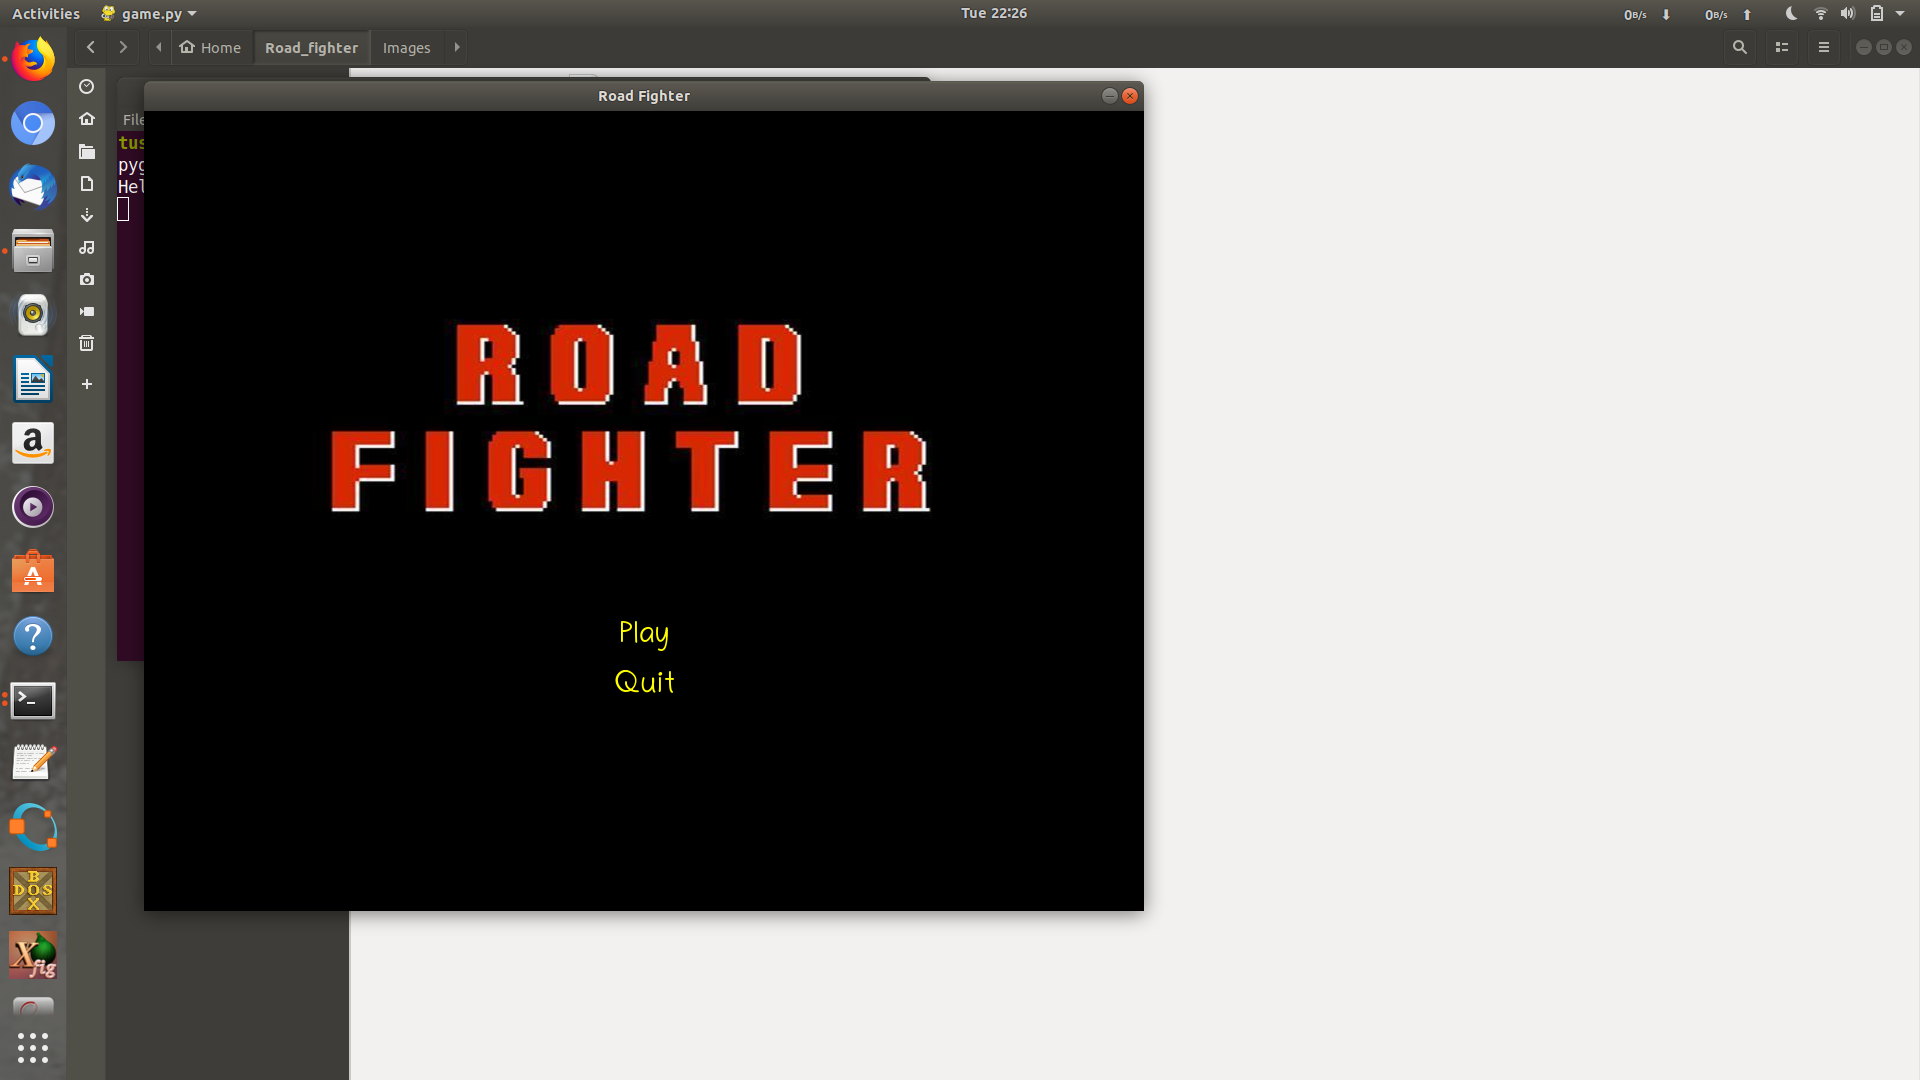 Activities game.py Tue 22:26 0B/s 0B/s
Home Road_fighter Images
Road Fighter
File
tus
pyg
Hel
ROAD
FIGHTER
Play
Quit
a
A
?
>_
B
DOS
X
X fig